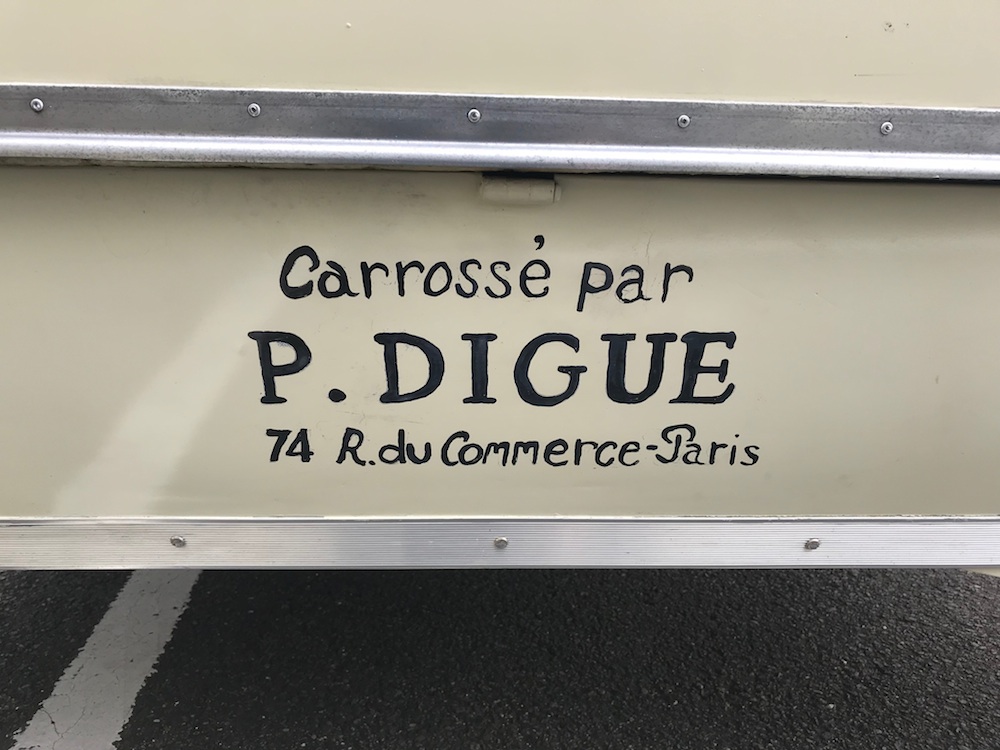 Carrossé par
P. DIGUE
74 R. du Commerce-Paris